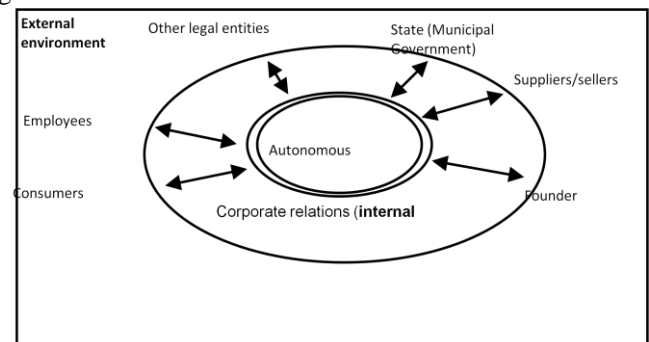 External
environment
Other legal entities
State (Municipal
Government)
Suppliers/sellers
Employees
Autonomous
Consumers
Founder
Corporate relations (internal